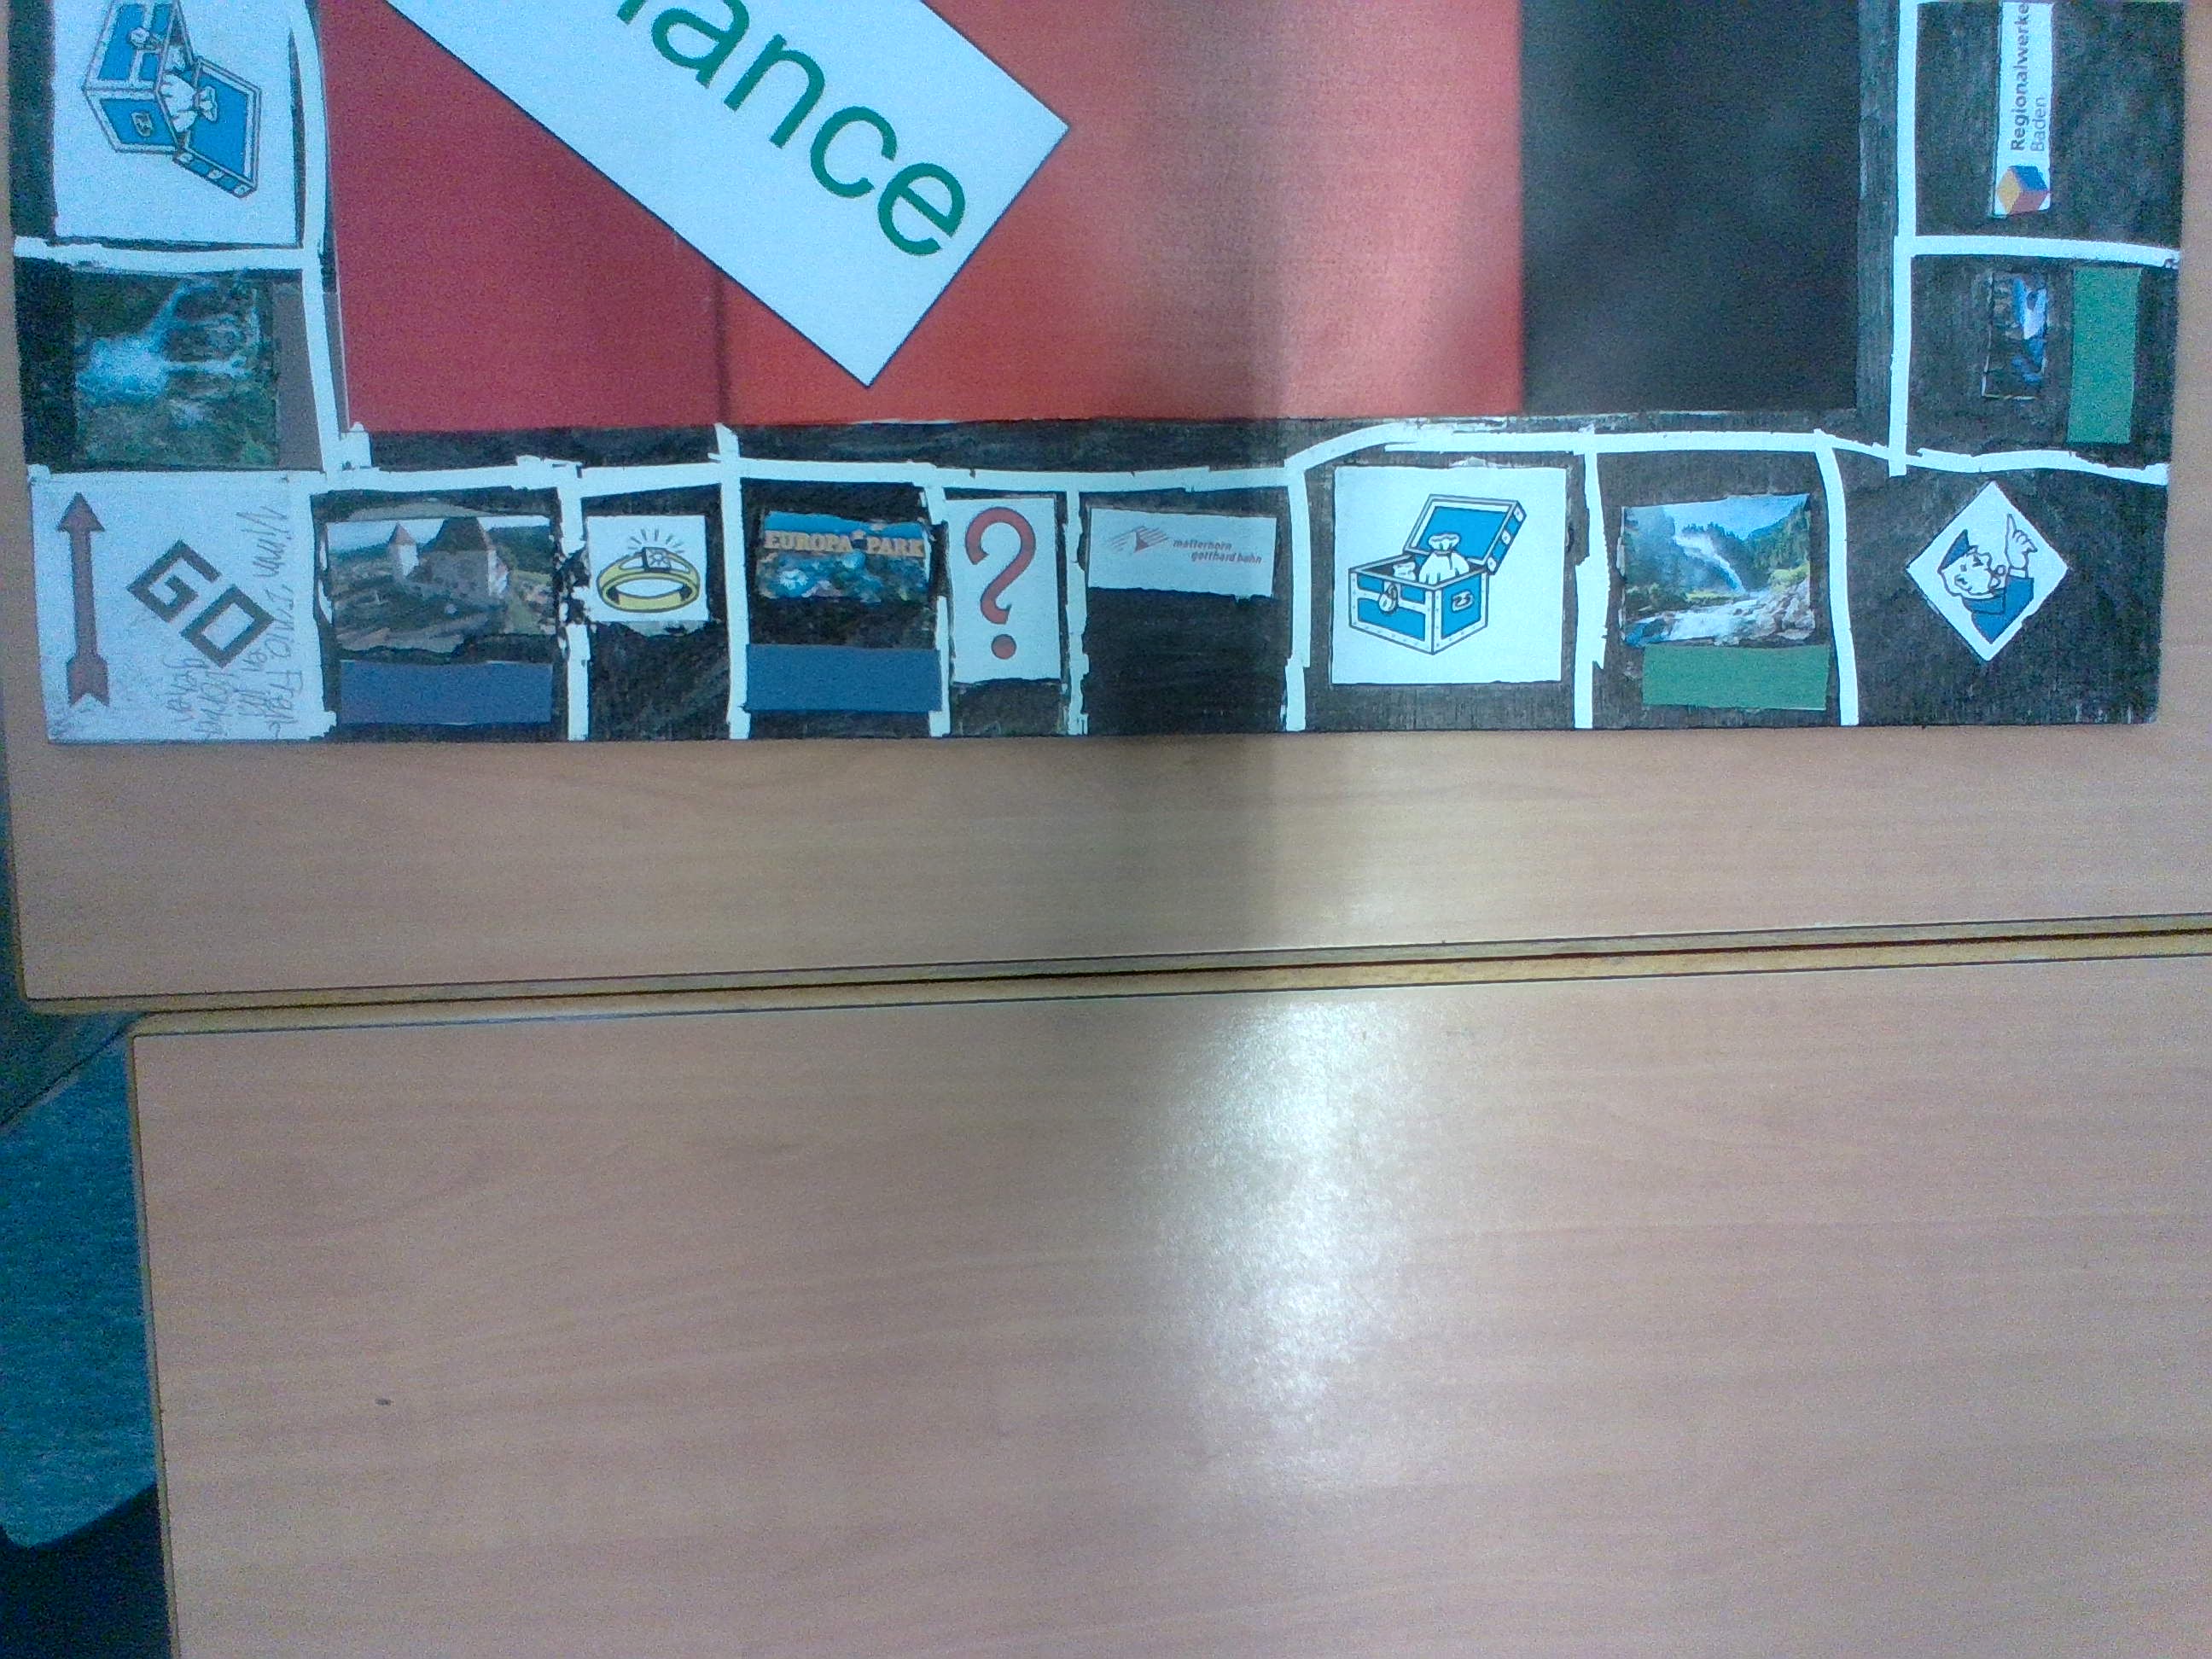 ance
Regionalwerke
Baden
GO
EUROPA PARK
?
matterhorn
gotthard bahn